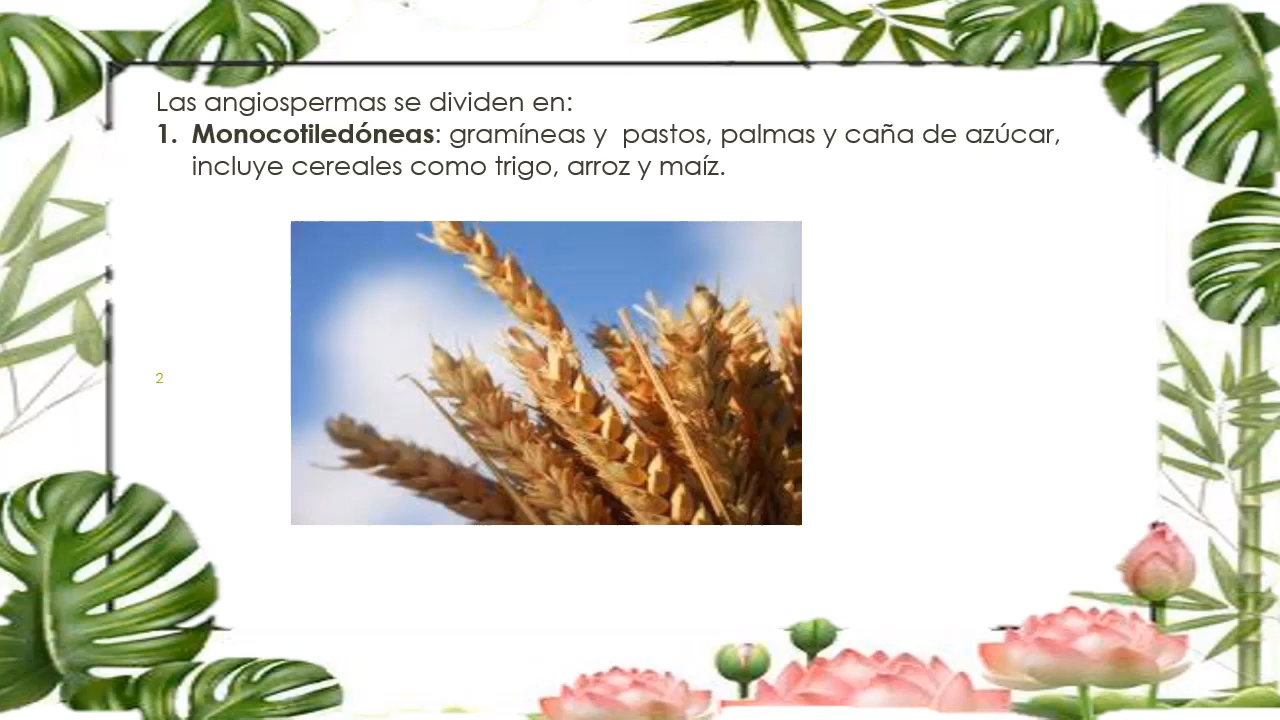 Las angiospermas se dividen en:
1. Monocotiledóneas: gramíneas y  pastos, palmas y caña de azúcar,
incluye cereales como trigo, arroz y maíz.
2